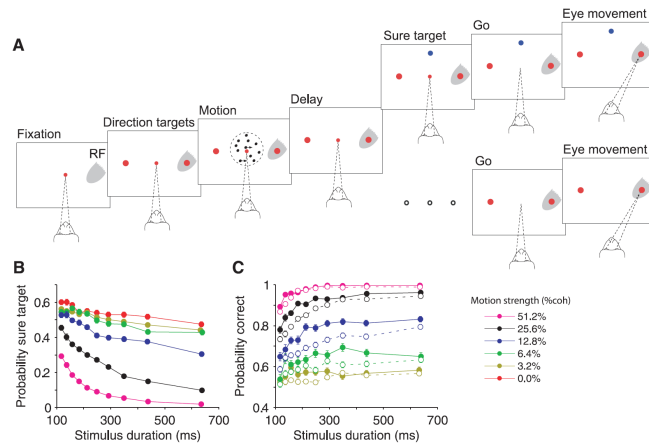 A
Fixation
RF
Direction targets
Motion
Delay
Sure target
Go
Eye movement
Go
Eye movement
B
Probability sure target
0.6
0.4
0.2
0
100 300 500 700
Stimulus duration (ms)
C
Probability correct
1
0.8
0.6
0.4
100 300 500 700
Stimulus duration (ms)
Motion strength (%coh)
51.2%
25.6%
12.8%
6.4%
3.2%
0.0%